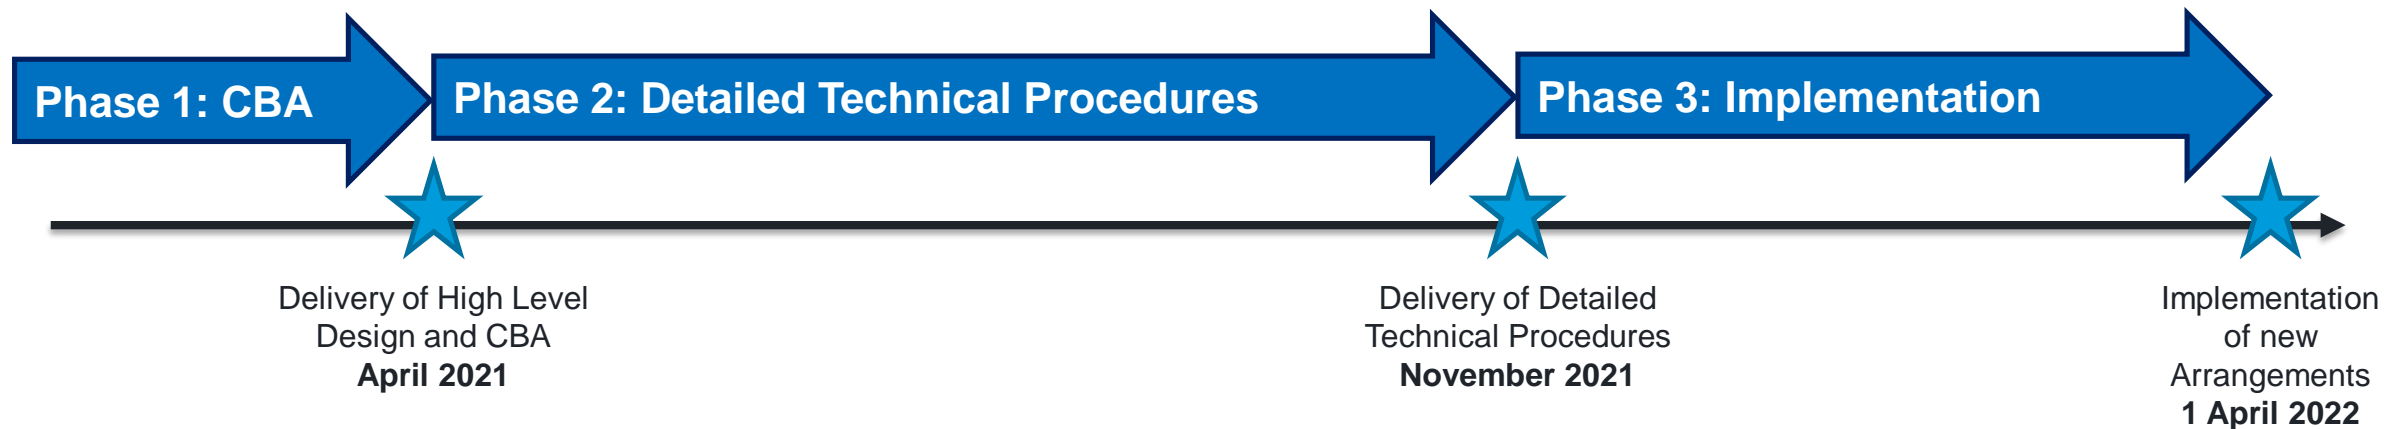 Phase 1: CBA
Phase 2: Detailed Technical Procedures
Phase 3: Implementation
Delivery of High Level
Design and CBA
April 2021
Delivery of Detailed
Technical Procedures
November 2021
Implementation
of new
Arrangements
1 April 2022